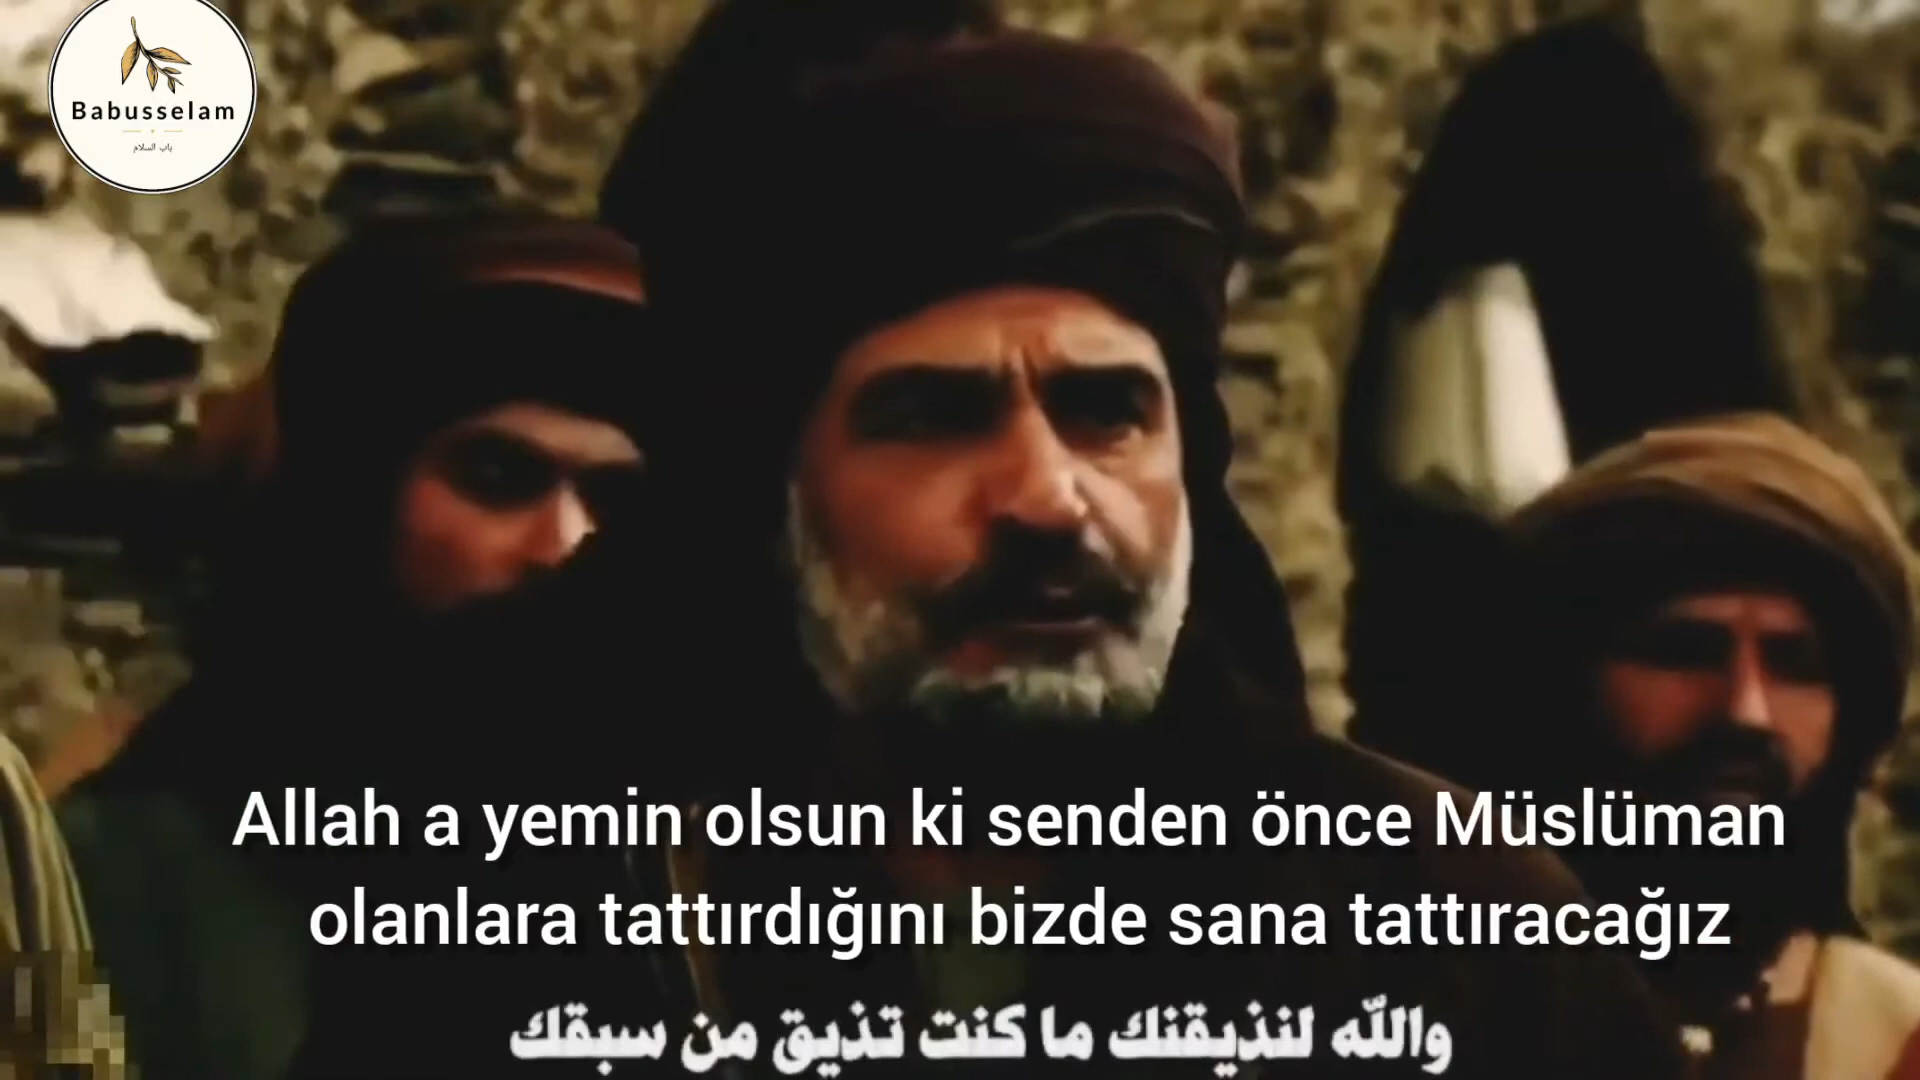 Babusselam
باب السلام
Allah a yemin olsun ki senden önce Müslüman
olanlara tattırdığını bizde sana tattıracağız
والله لنذيقنك ما كنت تذيق من سبقك